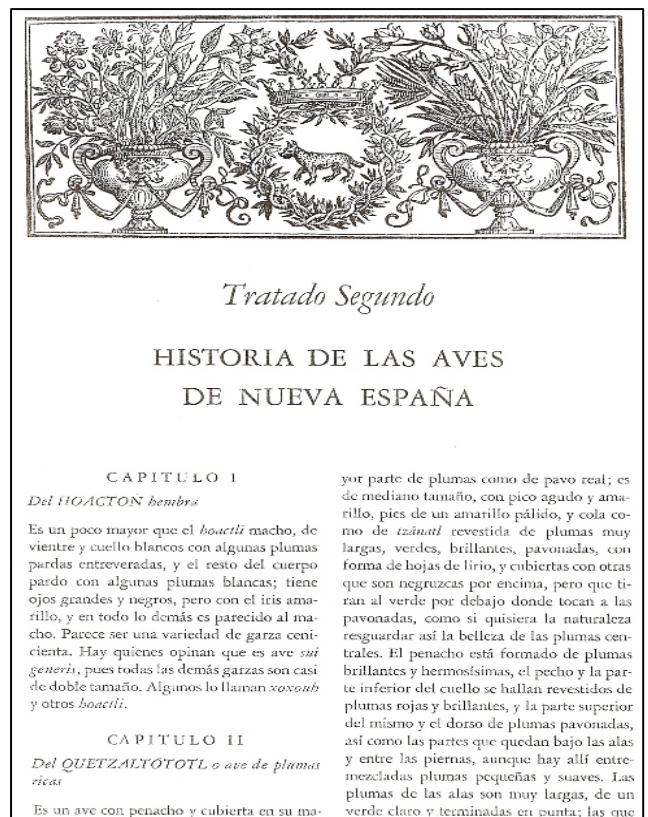 Tratado Segundo
HISTORIA DE LAS AVES
DE NUEVA ESPAÑA
CAPITULO I
Del HOACTON hembra
Es un poco mayor que el hoactli macho, de
vientre y cuello blancos con algunas plumas
pardas entreveradas, y el resto del cuerpo
pardo con algunas plumas blancas; tiene
ojos grandes y negros, pero con el iris ama-
rillo, y en todo lo demás es parecido al ma-
cho. Parece ser una variedad de garza ceni-
cienta. Hay quienes opinan que es ave sui
generis, pues todas las demás garzas son casi
de doble tamaño. Algunos lo llaman xoxouh
y otros hoactli.
CAPITULO II
Del QUETZALTÓTOTL o ave de plumas
ricas
Es un ave con penacho y cubierta en su ma-
yor parte de plumas como de pavo real; es
de mediano tamaño, con pico agudo y ama-
rillo, pies de un amarillo pálido, y cola co-
mo de tzánatl revestida de plumas muy
largas, verdes, brillantes, pavonadas, con
forma de hojas de lirio, y cubiertas con otras
que son negruzcas por encima, pero que ti-
ran al verde por debajo donde tocan a las
pavonadas, como si quisiera la naturaleza
resguardar así la belleza de las plumas cen-
trales. El penacho está formado de plumas
brillantes y hermosísimas, el pecho y la par-
te inferior del cuello se hallan revestidos de
plumas rojas y brillantes, y la parte superior
del mismo y el dorso de plumas pavonadas,
así como las partes que quedan bajo las alas
y entre las piernas, aunque hay allí entre-
mezcladas plumas pequeñas y suaves. Las
plumas de las alas son muy largas, de un
verde claro y terminadas en punta; las que